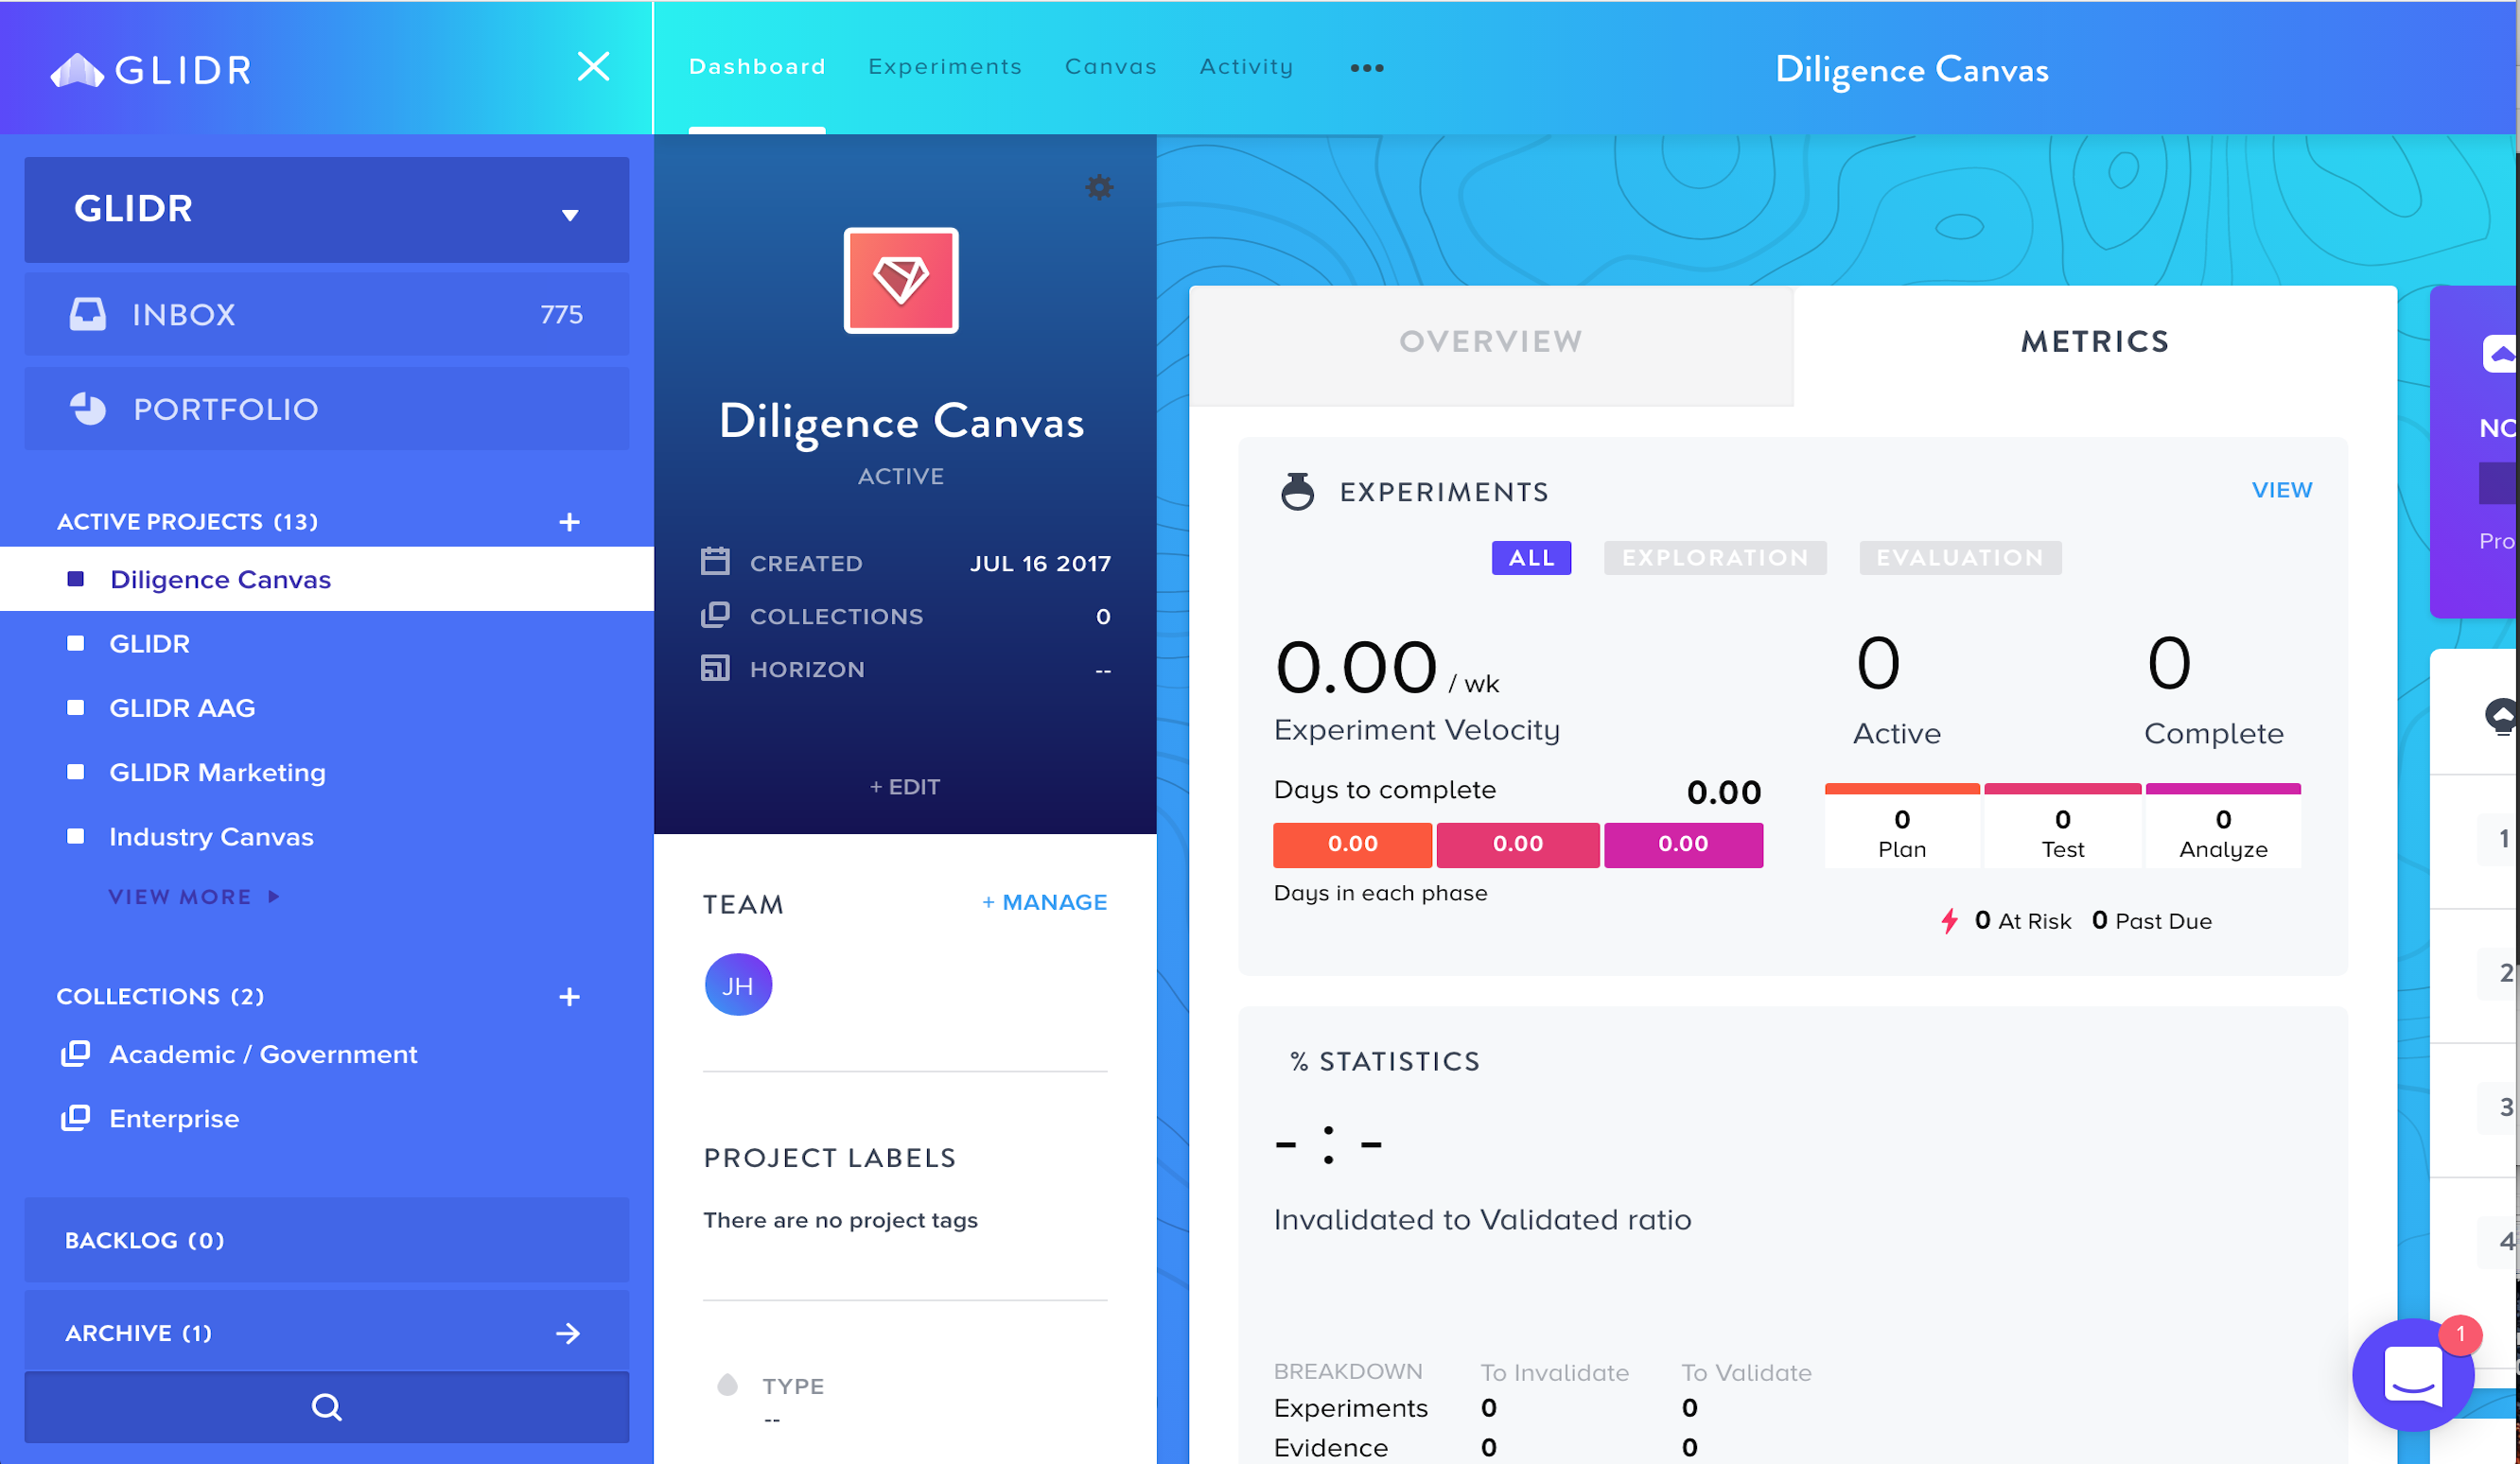 GLIDR
Dashboard Experiments Canvas Activity •••
Diligence Canvas
GLIDR
INBOX 775
PORTFOLIO
ACTIVE PROJECTS (13) +
Diligence Canvas
GLIDR
GLIDR AAG
GLIDR Marketing
Industry Canvas
VIEW MORE
COLLECTIONS (2) +
Academic / Government
Enterprise
BACKLOG (0)
ARCHIVE (1)
Diligence Canvas
ACTIVE
CREATED JUL 16 2017
COLLECTIONS 0
HORIZON --
+ EDIT
TEAM + MANAGE
JH
PROJECT LABELS
There are no project tags
TYPE
--
OVERVIEW METRICS
EXPERIMENTS VIEW
ALL EXPLORATION EVALUATION
0.00 / wk
Experiment Velocity
0
Active
0
Complete
Days to complete 0.00
0.00 0.00 0.00
Days in each phase
0 0 0
Plan Test Analyze
0 At Risk 0 Past Due
% STATISTICS
- : -
Invalidated to Validated ratio
BREAKDOWN To Invalidate To Validate
Experiments 0 0
Evidence 0 0
1
2
3
4
1